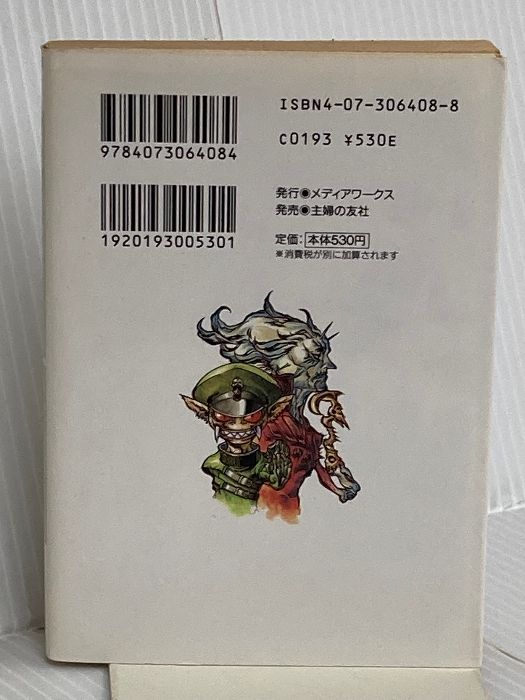 ISBN4-07-306408-8
9784073064084
C0193 ¥530E
発行◉メディアワークス
発売◉主婦の友社
1920193005301
定価：本体530円
※消費税が別に加算されます